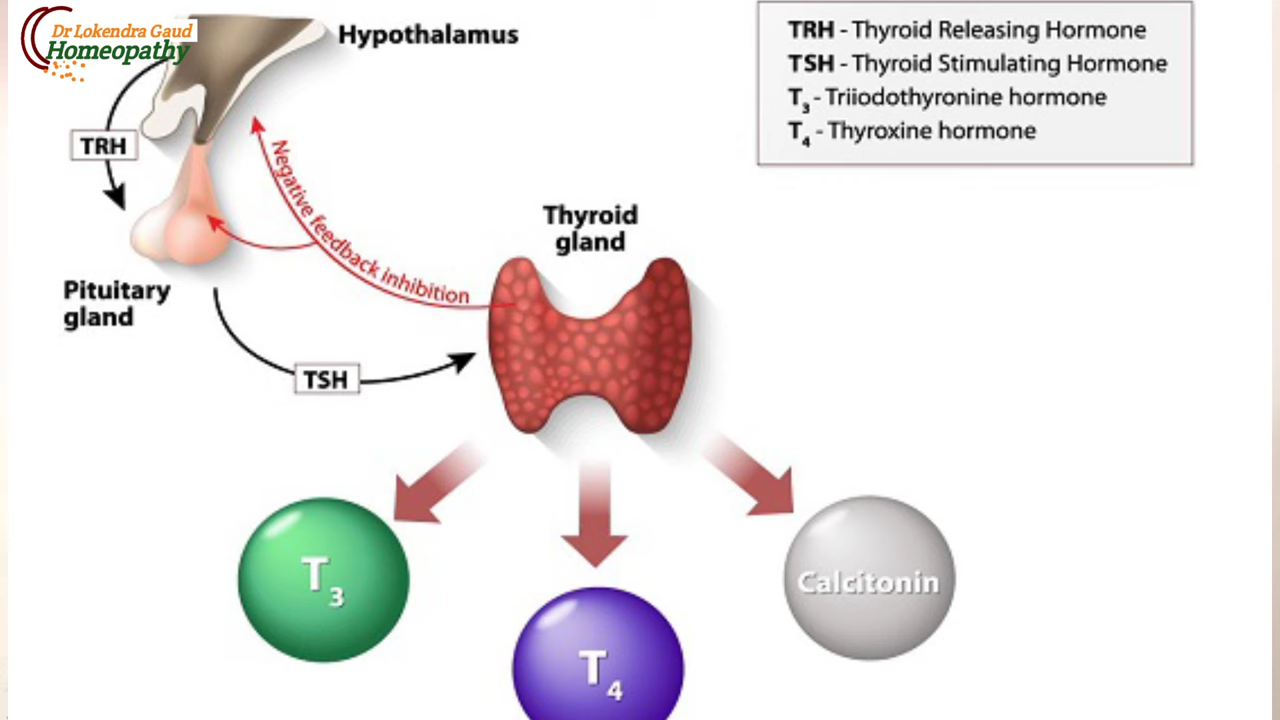 Dr Lokendra Gaud
Homeopathy
Hypothalamus
TRH - Thyroid Releasing Hormone
TSH - Thyroid Stimulating Hormone
T3 - Triiodothyronine hormone
T4 - Thyroxine hormone
TRH
Negative feedback inhibition
Thyroid
gland
Pituitary
gland
TSH
T3
T4
Calcitonin